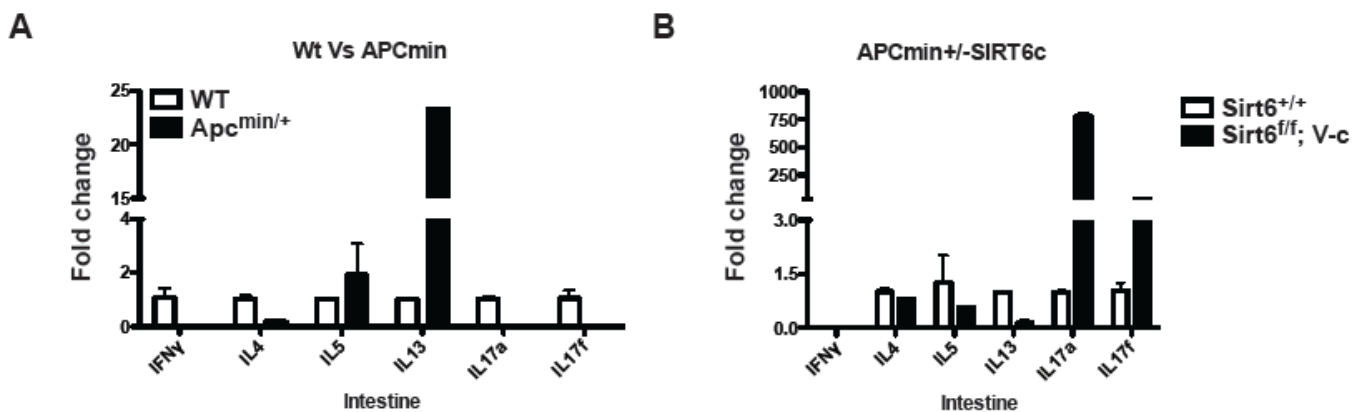 A
Wt Vs APCmin
25
20
15
4
2
0
Fold change
WT
Apcmin/+
IFNγ
IL4
IL5
IL13
IL17a
IL17f
Intestine
B
APCmin+/-SIRT6c
1000
750
500
250
3.0
1.5
0.0
Fold change
IFNγ
IL4
IL5
IL13
IL17a
IL17f
Intestine
Sirt6+/+
Sirt6f/f; V-c